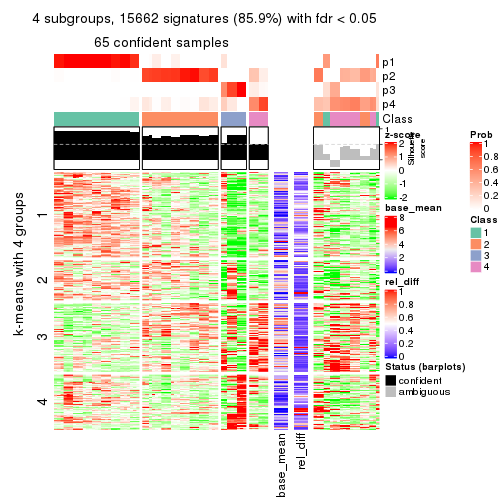 4 subgroups, 15662 signatures (85.9%) with fdr < 0.05
65 confident samples
p1
p2
p3
p4
Class
1
Silhouette
score
k-means with 4 groups
1
2
3
4
base_mean
rel_diff
z-score
2
1
0
-1
-2
base_mean
8
6
4
2
0
rel_diff
1
0.8
0.6
0.4
0.2
0
Status (barplots)
confident
ambiguous
Prob
1
0.8
0.6
0.4
0.2
0
Class
1
2
3
4